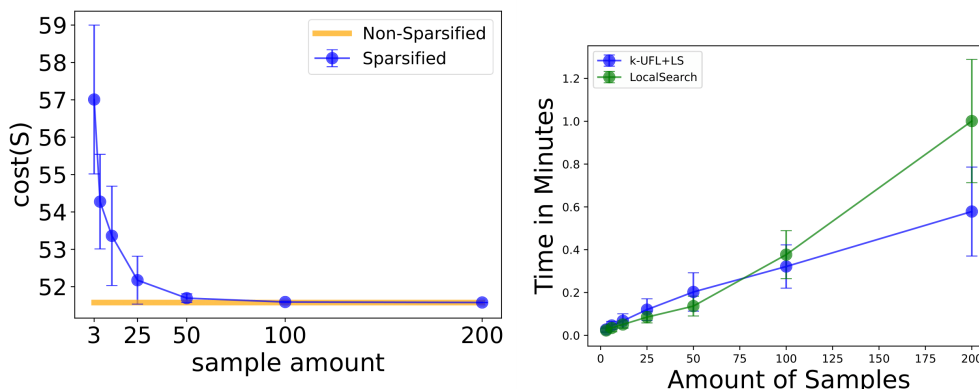 59
58
57
56
55
54
53
52
cost(S)
Non-Sparsified
Sparsified
3 25 50 100 200
sample amount
1.2
1.0
0.8
0.6
0.4
0.2
0.0
Time in Minutes
k-UFL+LS
LocalSearch
0 25 50 75 100 125 150 175 200
Amount of Samples